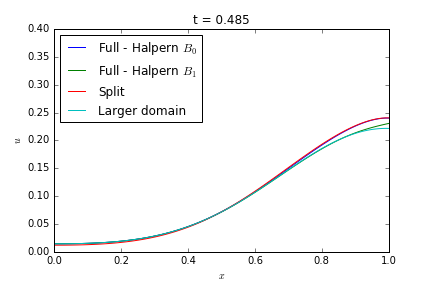 t = 0.485
u
0.40
0.35
0.30
0.25
0.20
0.15
0.10
0.05
0.00
Full - Halpern B₀
Full - Halpern B₁
Split
Larger domain
0.0 0.2 0.4 0.6 0.8 1.0
x